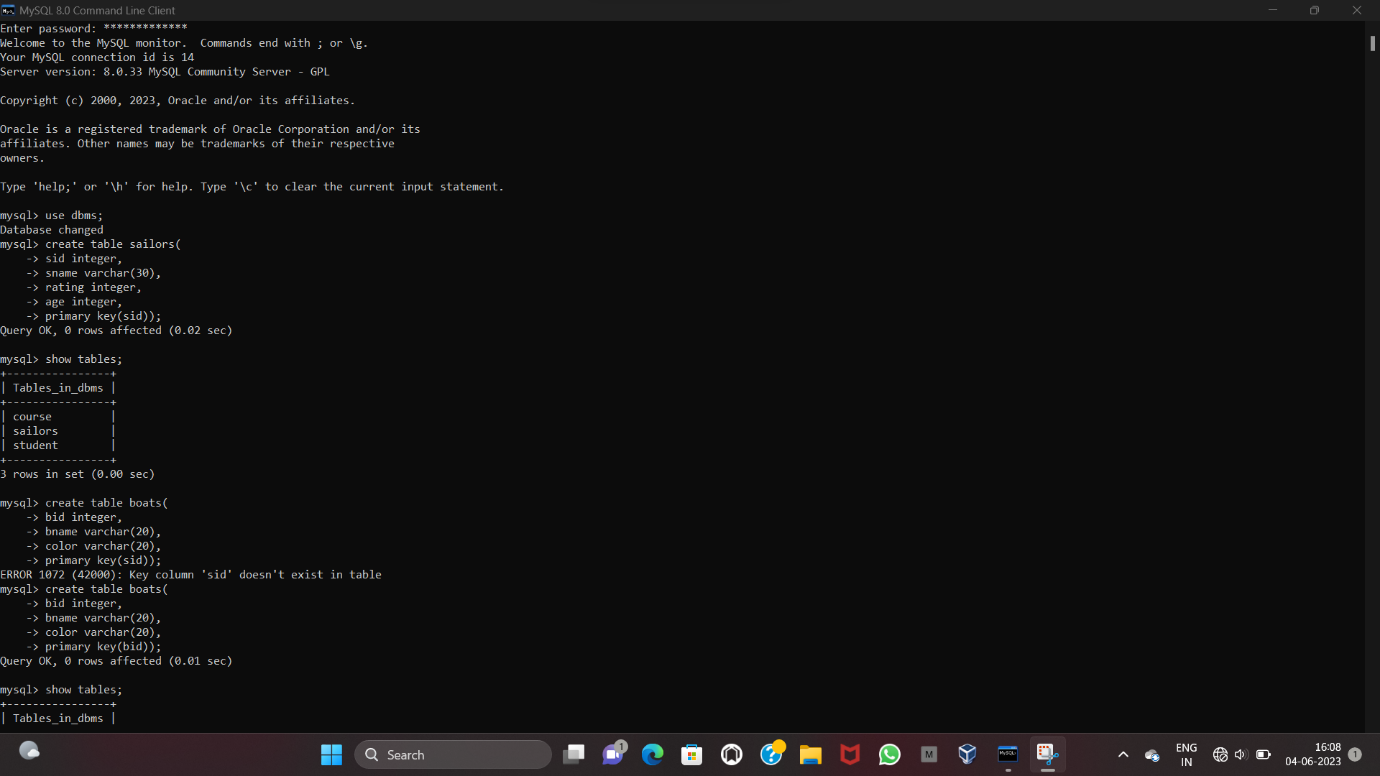 MySQL 8.0 Command Line Client
Enter password: *************
Welcome to the MySQL monitor.  Commands end with ; or \g.
Your MySQL connection id is 14
Server version: 8.0.33 MySQL Community Server - GPL
Copyright (c) 2000, 2023, Oracle and/or its affiliates.
Oracle is a registered trademark of Oracle Corporation and/or its
affiliates. Other names may be trademarks of their respective
owners.
Type 'help;' or '\h' for help. Type '\c' to clear the current input statement.
mysql> use dbms;
Database changed
mysql> create table sailors(
    -> sid integer,
    -> sname varchar(30),
    -> rating integer,
    -> age integer,
    -> primary key(sid));
Query OK, 0 rows affected (0.02 sec)
mysql> show tables;
+----------------+
| Tables_in_dbms |
+----------------+
| course         |
| sailors        |
| student        |
+----------------+
3 rows in set (0.00 sec)
mysql> create table boats(
    -> bid integer,
    -> bname varchar(20),
    -> color varchar(20),
    -> primary key(sid));
ERROR 1072 (42000): Key column 'sid' doesn't exist in table
mysql> create table boats(
    -> bid integer,
    -> bname varchar(20),
    -> color varchar(20),
    -> primary key(bid));
Query OK, 0 rows affected (0.01 sec)
mysql> show tables;
+----------------+
| Tables_in_dbms |
Search
1
M
ENG
IN
16:08
04-06-2023
1